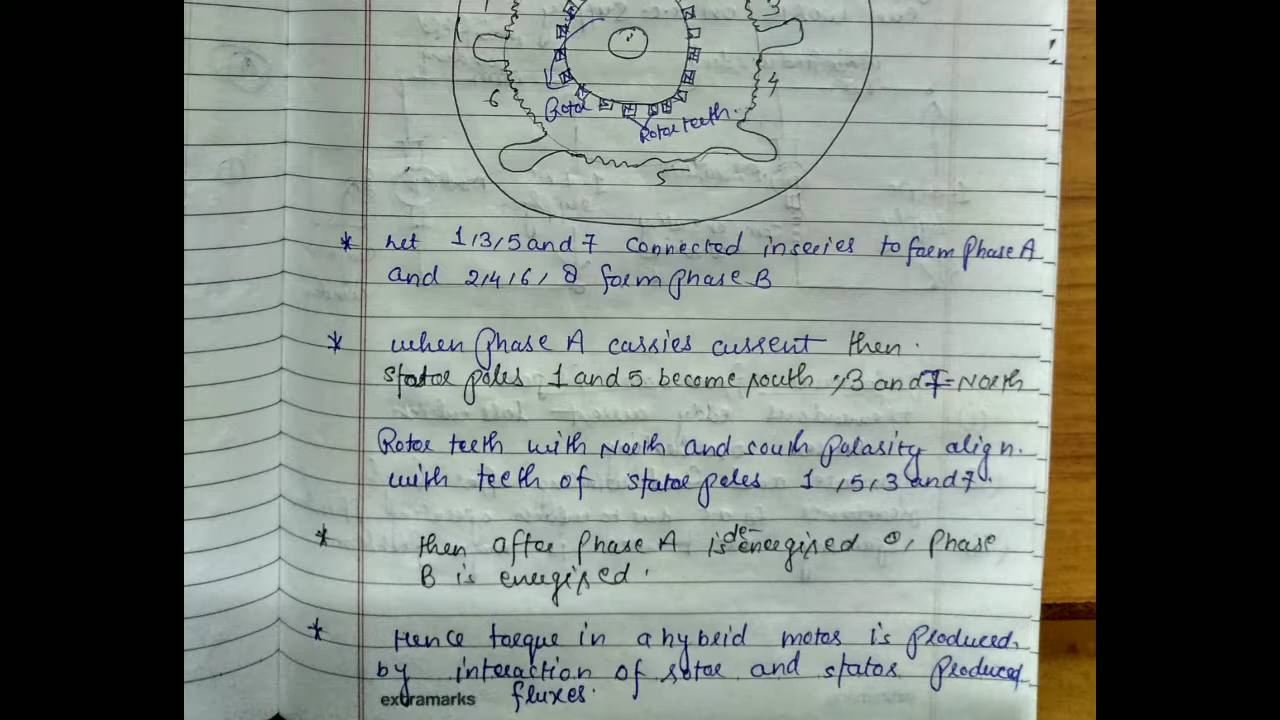 3
4
6
Rotor
Rotor teeth.
5
* Let 1,3,5 and 7 connected inseries to form Phase A
and 2,4,6, 8 form phase B
* when Phase A carries current then.
stator poles 1 and 5 become south ; 3 and 7 = North
Rotor teeth with North and south Polarity align.
with teeth of stator poles 1, 5, 3 and 7.
* then after Phase A is de-energised, Phase
B is energised.
* Hence torque in a hybrid motor is Produced.
by interaction of rotor and stator Produced
extramarks fluxes.